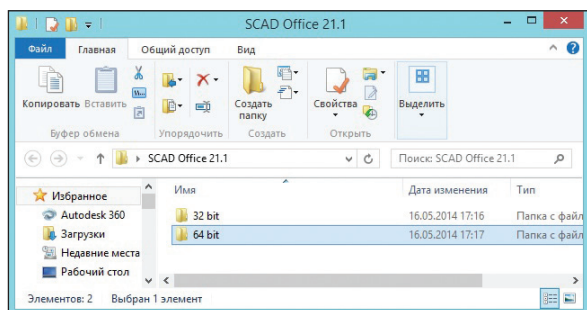 SCAD Office 21.1
Файл Главная Общий доступ Вид
Копировать Вставить Создать папку Свойства Выделить
Буфер обмена Упорядочить Создать Открыть
SCAD Office 21.1 Поиск: SCAD Office 21.1
Избранное Имя Дата изменения Тип
Autodesk 360 32 bit 16.05.2014 17:16 Папка с файл
Загрузки 64 bit 16.05.2014 17:17 Папка с файл
Недавние места
Рабочий стол
Элементов: 2 Выбран 1 элемент